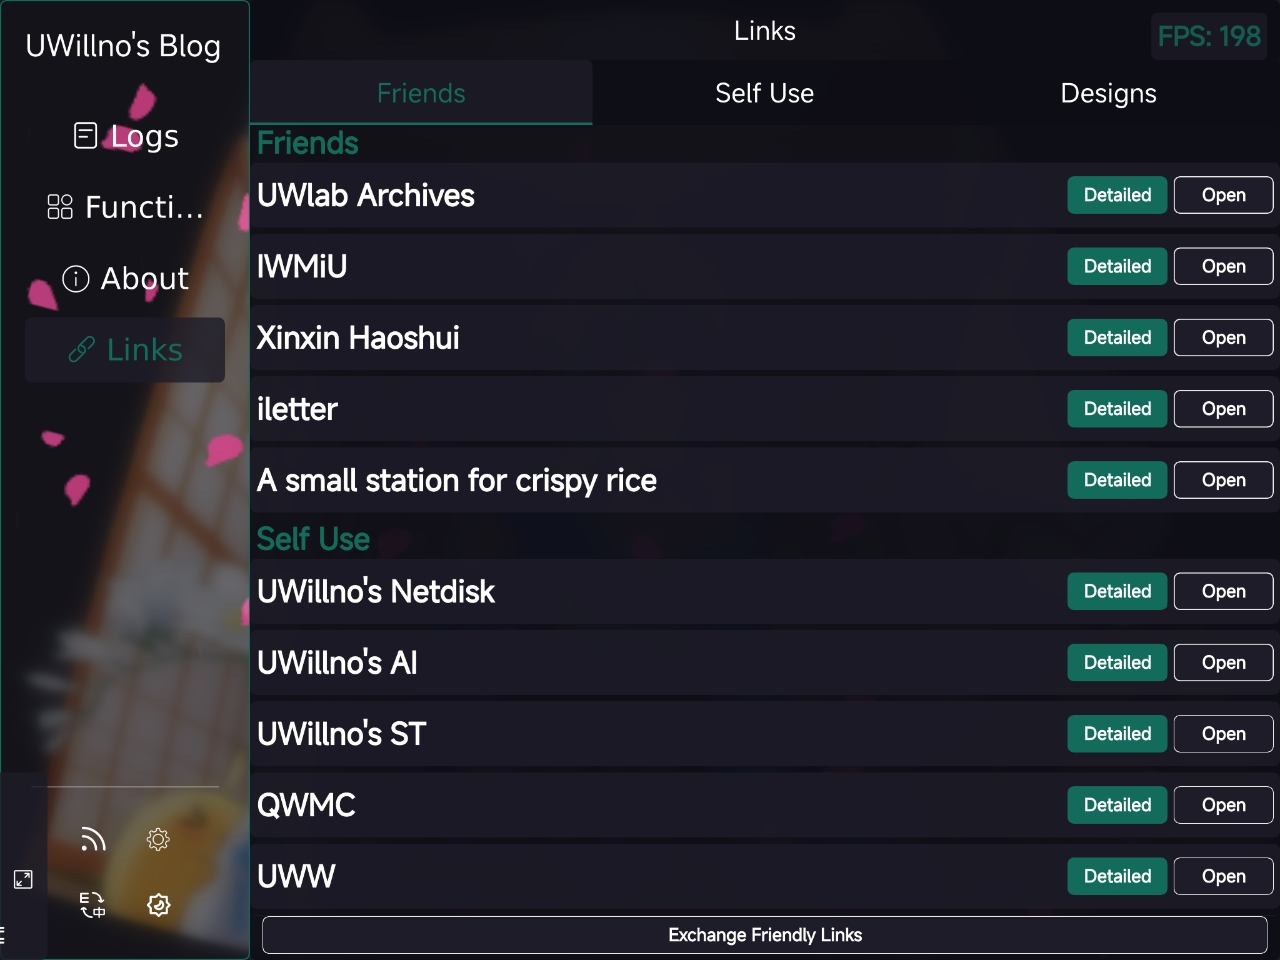 UWillno's Blog
Logs
Functi...
About
Links
Links
FPS: 198
Friends
Self Use
Designs
Friends
UWlab Archives
Detailed
Open
IWMiU
Detailed
Open
Xinxin Haoshui
Detailed
Open
iletter
Detailed
Open
A small station for crispy rice
Detailed
Open
Self Use
UWillno's Netdisk
Detailed
Open
UWillno's AI
Detailed
Open
UWillno's ST
Detailed
Open
QWMC
Detailed
Open
UWW
Detailed
Open
Exchange Friendly Links
E
中